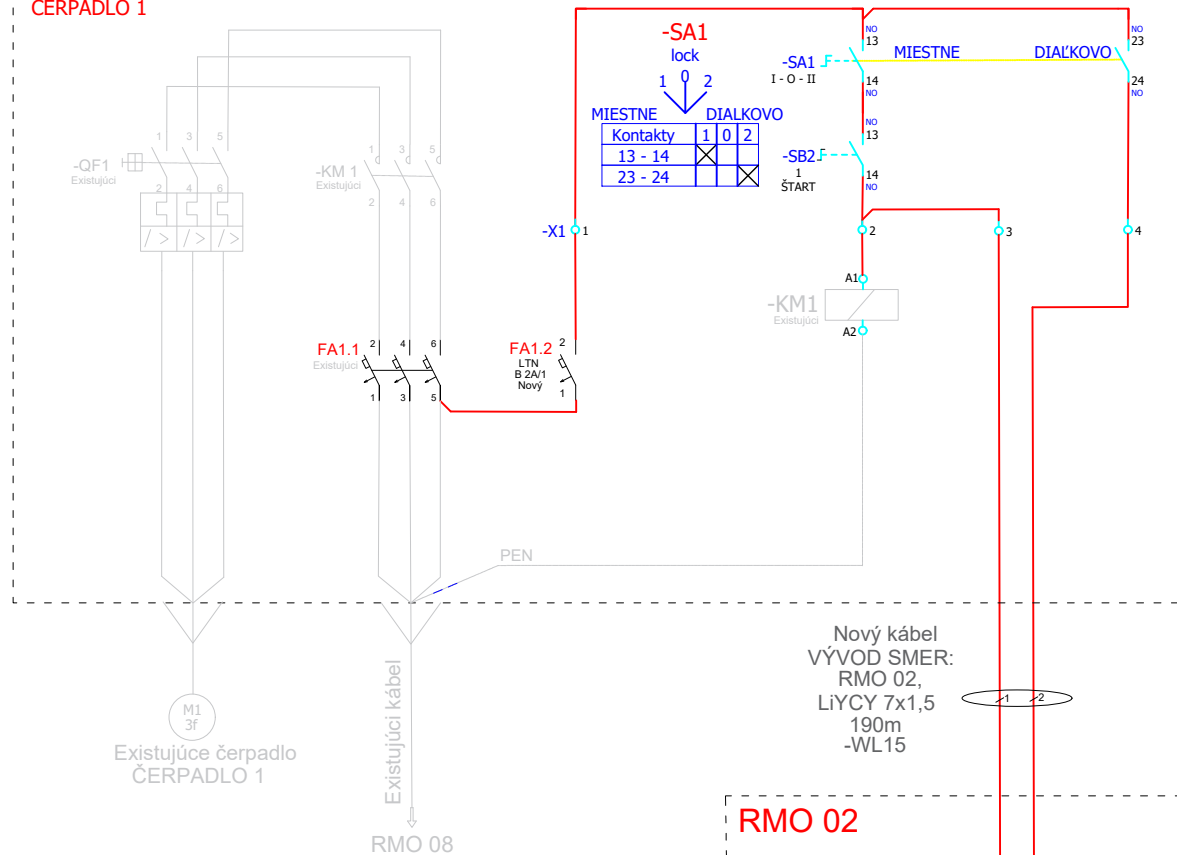 ČERPADLO 1
-SA1
lock
1 0 2
MIESTNE DIALKOVO
Kontakty 1 0 2
13 - 14
23 - 24
-SA1
I - O - II
NO
13
14
NO
MIESTNE
DIAĽKOVO
NO
23
24
NO
-SB2
1
ŠTART
NO
13
14
NO
-QF1
Existujúci
1 3 5
2 4 6
/ > / > / >
-KM 1
Existujúci
1 3 5
2 4 6
-X1 1
2
3
4
-KM1
Existujúci
A1
A2
FA1.1
Existujúci
2 4 6
1 3 5
FA1.2
LTN
B 2A/1
Nový
2
1
PEN
Nový kábel
VÝVOD SMER:
RMO 02,
LiYCY 7x1,5
190m
-WL15
1 2
M1
3f
Existujúce čerpadlo
ČERPADLO 1
Existujúci kábel
RMO 08
RMO 02